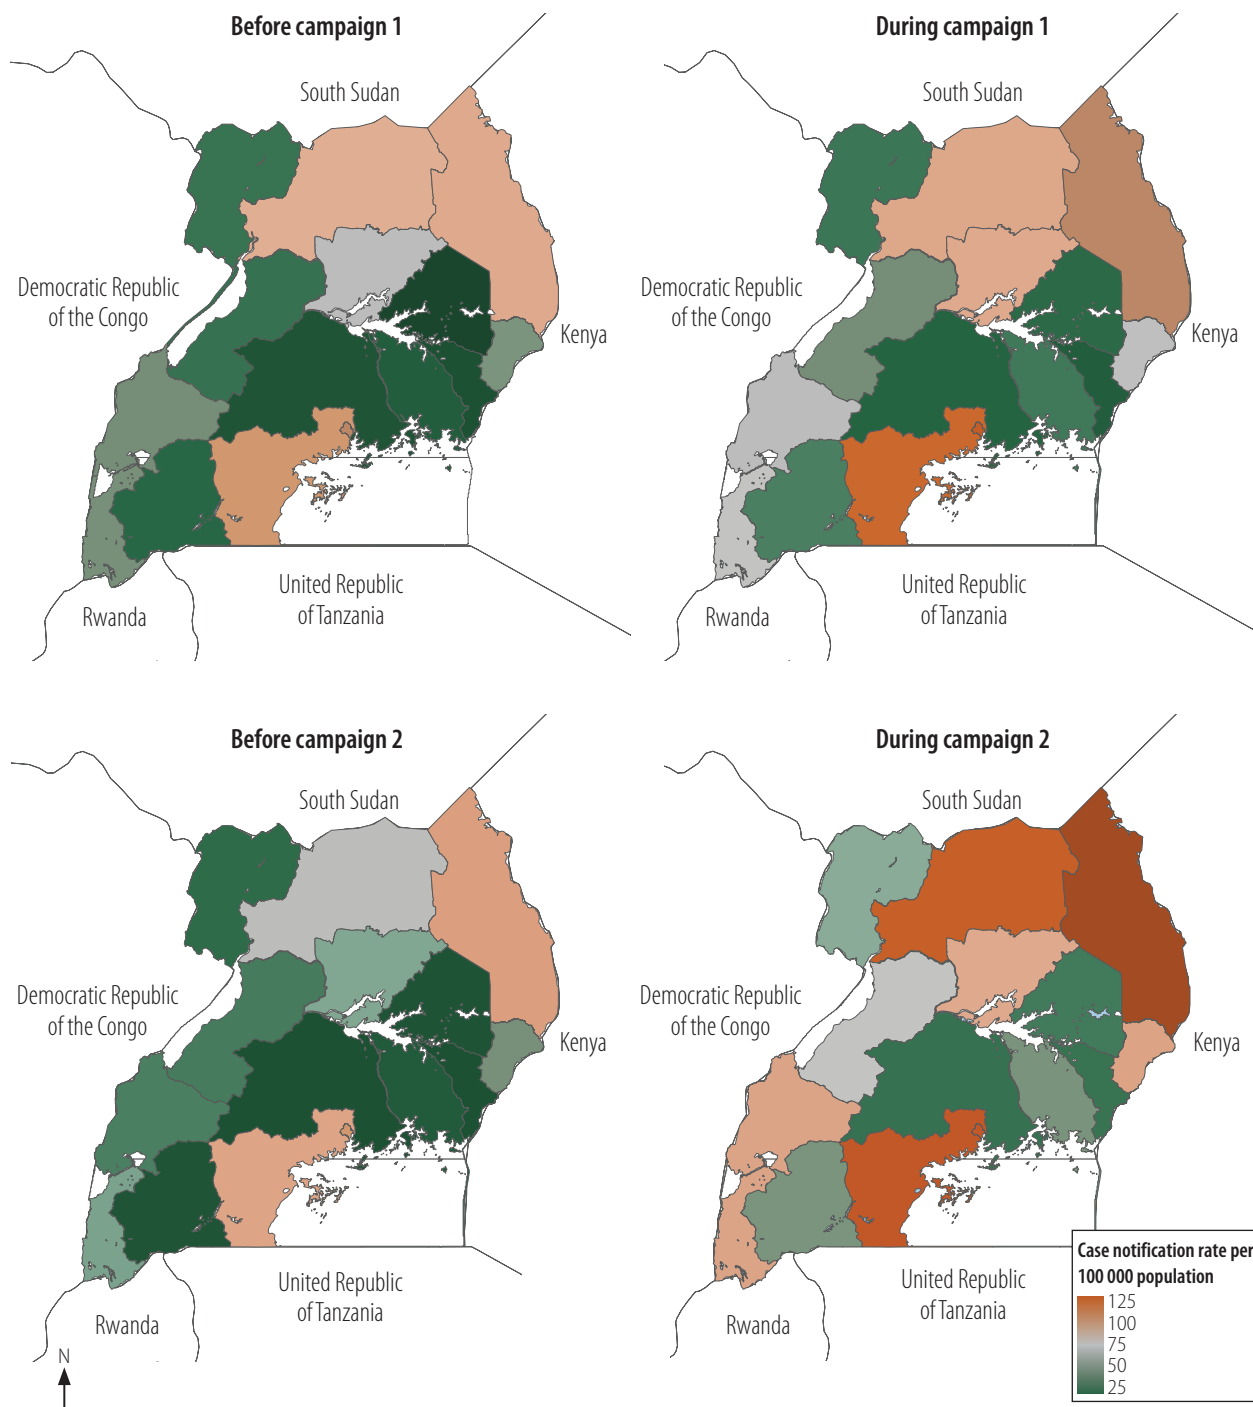 Before campaign 1
South Sudan
Democratic Republic
of the Congo
Kenya
United Republic
of Tanzania
Rwanda
During campaign 1
South Sudan
Democratic Republic
of the Congo
Kenya
United Republic
of Tanzania
Rwanda
Before campaign 2
South Sudan
Democratic Republic
of the Congo
Kenya
United Republic
of Tanzania
Rwanda
N
During campaign 2
South Sudan
Democratic Republic
of the Congo
Kenya
United Republic
of Tanzania
Rwanda
Case notification rate per
100 000 population
125
100
75
50
25